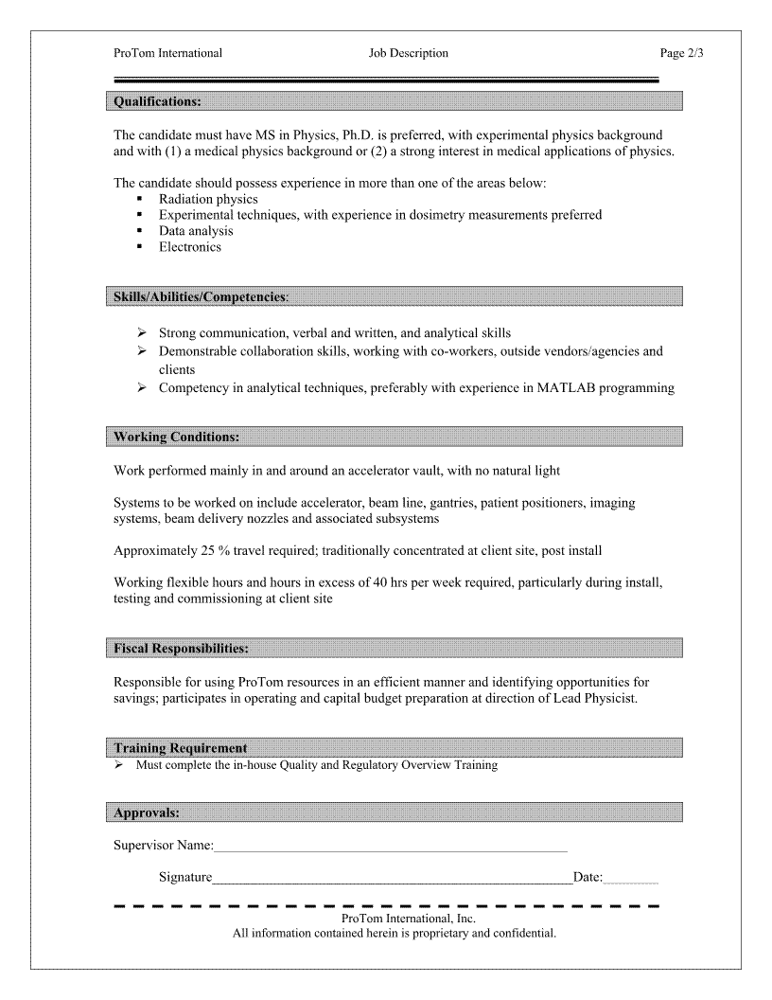 ProTom International Job Description Page 2/3
Qualifications:
The candidate must have MS in Physics, Ph.D. is preferred, with experimental physics background
and with (1) a medical physics background or (2) a strong interest in medical applications of physics.
The candidate should possess experience in more than one of the areas below:
▪ Radiation physics
▪ Experimental techniques, with experience in dosimetry measurements preferred
▪ Data analysis
▪ Electronics
Skills/Abilities/Competencies:
➢ Strong communication, verbal and written, and analytical skills
➢ Demonstrable collaboration skills, working with co-workers, outside vendors/agencies and
clients
➢ Competency in analytical techniques, preferably with experience in MATLAB programming
Working Conditions:
Work performed mainly in and around an accelerator vault, with no natural light
Systems to be worked on include accelerator, beam line, gantries, patient positioners, imaging
systems, beam delivery nozzles and associated subsystems
Approximately 25 % travel required; traditionally concentrated at client site, post install
Working flexible hours and hours in excess of 40 hrs per week required, particularly during install,
testing and commissioning at client site
Fiscal Responsibilities:
Responsible for using ProTom resources in an efficient manner and identifying opportunities for
savings; participates in operating and capital budget preparation at direction of Lead Physicist.
Training Requirement
➢ Must complete the in-house Quality and Regulatory Overview Training
Approvals:
Supervisor Name:
Signature Date:
ProTom International, Inc.
All information contained herein is proprietary and confidential.